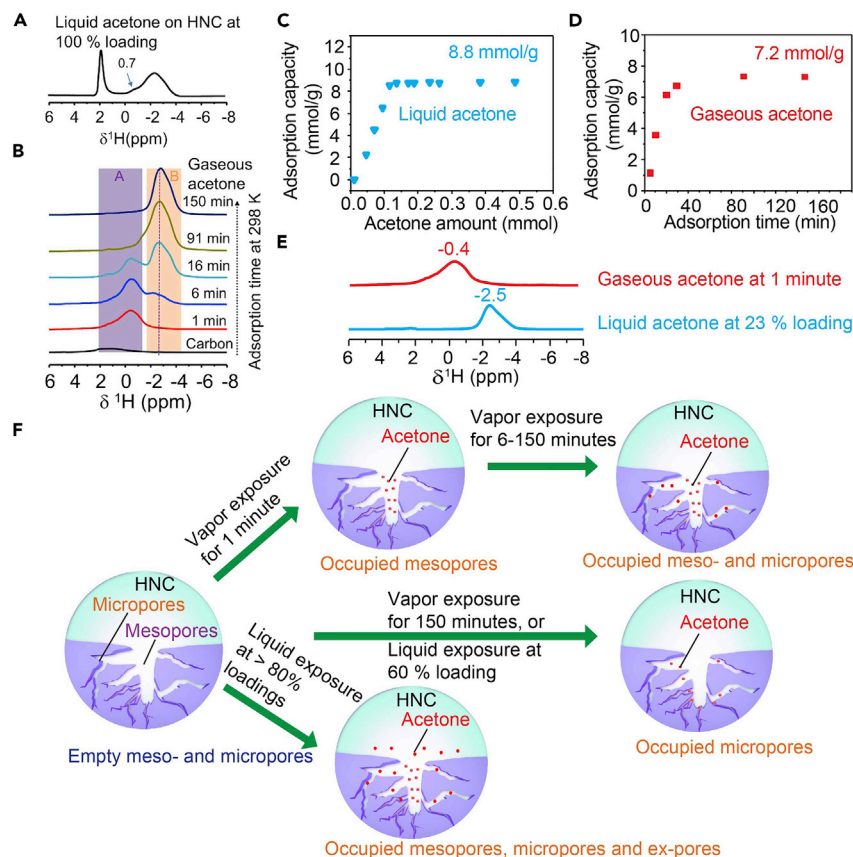 A
Liquid acetone on HNC at
100 % loading
0.7
8 6 4 2 0 -2 -4 -6 -8
δ¹H(ppm)
B
A
B
Gaseous
acetone
150 min
91 min
16 min
6 min
1 min
Carbon
Adsorption time at 298 K
8 6 4 2 0 -2 -4 -6 -8
δ ¹H (ppm)
C
Adsorption capacity
(mmol/g)
14
12
10
8
6
4
2
0
8.8 mmol/g
Liquid acetone
0.0 0.1 0.2 0.3 0.4 0.5 0.6
Acetone amount (mmol)
D
Adsorption capacity
(mmol/g)
10
8
6
4
2
0
7.2 mmol/g
Gaseous acetone
0 60 120 180
Adsorption time (min)
E
-0.4
Gaseous acetone at 1 minute
-2.5
Liquid acetone at 23 % loading
8 6 4 2 0 -2 -4 -6 -8
δ¹H (ppm)
F
HNC
Acetone
Occupied mesopores
Vapor exposure
for 6-150 minutes
HNC
Acetone
Occupied meso- and micropores
Vapor exposure
for 1 minute
HNC
Micropores
Mesopores
Empty meso- and micropores
Vapor exposure
for 150 minutes, or
Liquid exposure at
60 % loading
HNC
Acetone
Occupied micropores
Liquid exposure
at > 80%
loadings
HNC
Acetone
Occupied mesopores, micropores and ex-pores